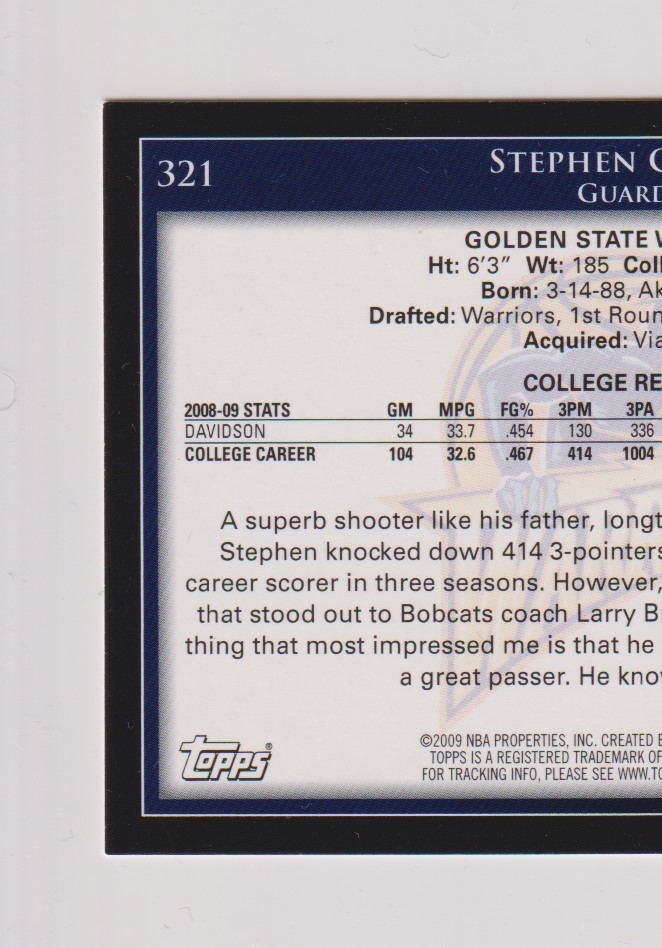 321
STEPHEN C
GUARD
GOLDEN STATE W
Ht: 6'3" Wt: 185 Coll
Born: 3-14-88, Ak
Drafted: Warriors, 1st Roun
Acquired: Via
COLLEGE RE
2008-09 STATS GM MPG FG% 3PM 3PA
DAVIDSON 34 33.7 .454 130 336
COLLEGE CAREER 104 32.6 .467 414 1004
A superb shooter like his father, longt
Stephen knocked down 414 3-pointers
career scorer in three seasons. However,
that stood out to Bobcats coach Larry B
thing that most impressed me is that he
a great passer. He know
Topps®
©2009 NBA PROPERTIES, INC. CREATED B
TOPPS IS A REGISTERED TRADEMARK OF
FOR TRACKING INFO, PLEASE SEE WWW.TO